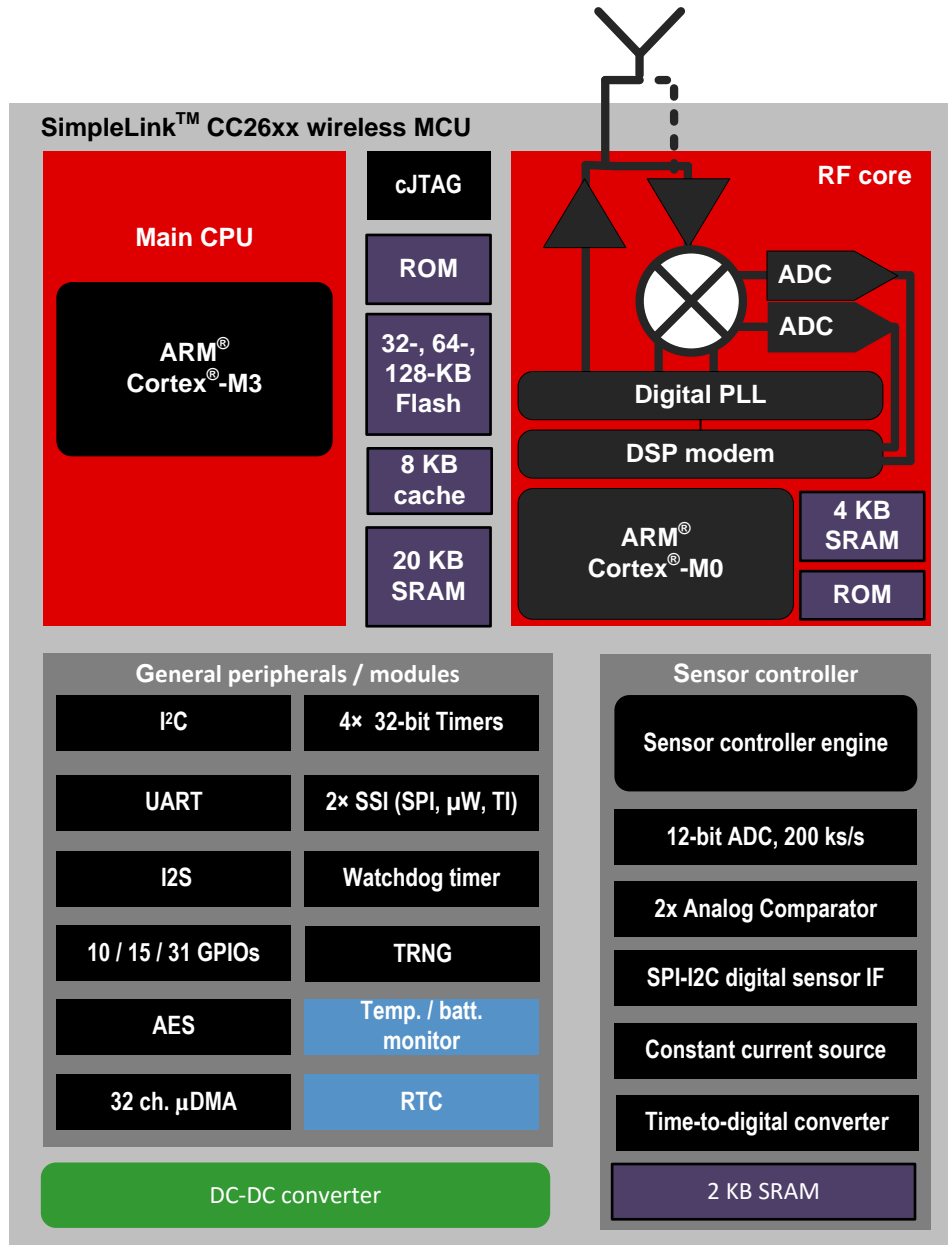 SimpleLink™ CC26xx wireless MCU
Main CPU
ARM®
Cortex®-M3
cJTAG
ROM
32-, 64-,
128-KB
Flash
8 KB
cache
20 KB
SRAM
RF core
ADC
ADC
Digital PLL
DSP modem
ARM®
Cortex®-M0
4 KB
SRAM
ROM
General peripherals / modules
I²C
4× 32-bit Timers
UART
2× SSI (SPI, µW, TI)
I2S
Watchdog timer
10 / 15 / 31 GPIOs
TRNG
AES
Temp. / batt.
monitor
32 ch. µDMA
RTC
Sensor controller
Sensor controller engine
12-bit ADC, 200 ks/s
2x Analog Comparator
SPI-I2C digital sensor IF
Constant current source
Time-to-digital converter
2 KB SRAM
DC-DC converter